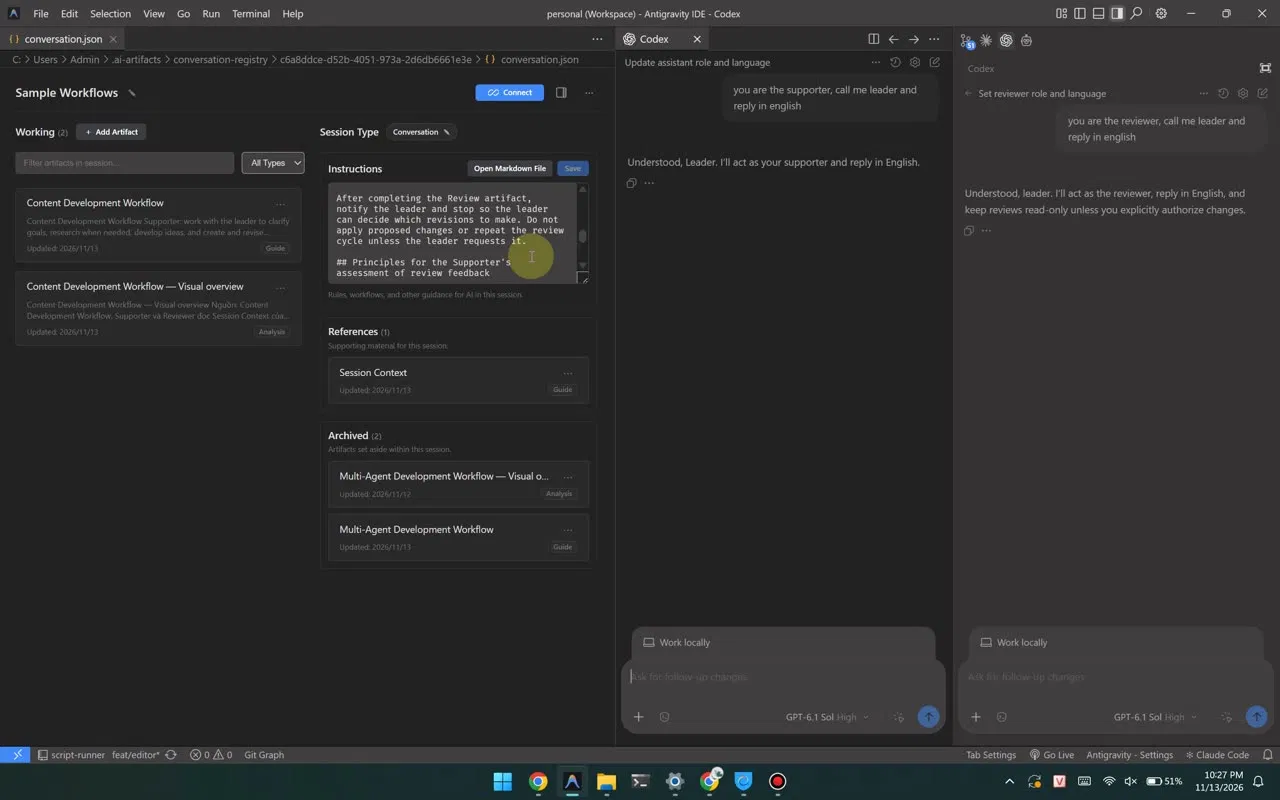 File Edit Selection View Go Run Terminal Help
personal (Workspace) - Antigravity IDE - Codex
{ } conversation.json
C: > Users > Admin > .ai-artifacts > conversation-registry > c6a8ddce-d52b-4051-973a-2d6db6661e3e > { } conversation.json
Sample Workflows
Connect
Working (2)
+ Add Artifact
Filter artifacts in session...
All Types
Content Development Workflow
Content Development Workflow Supporter: work with the leader to clarify
goals, research when needed, develop ideas, and create and revise...
Updated: 2026/11/13
Guide
Content Development Workflow — Visual overview
Content Development Workflow — Visual overview Nguồn: Content
Development Workflow. Supporter và Reviewer đọc Session Context của...
Updated: 2026/11/13
Analysis
Session Type
Conversation
Instructions
Open Markdown File
Save
After completing the Review artifact,
notify the leader and stop so the leader
can decide which revisions to make. Do not
apply proposed changes or repeat the review
cycle unless the leader requests it.
## Principles for the Supporter's
assessment of review feedback
Rules, workflows, and other guidance for AI in this session.
References (1)
Supporting material for this session.
Session Context
Updated: 2026/11/13
Guide
Archived (2)
Artifacts set aside within this session.
Multi-Agent Development Workflow — Visual o...
Updated: 2026/11/12
Analysis
Multi-Agent Development Workflow
Updated: 2026/11/13
Guide
Codex
Update assistant role and language
you are the supporter, call me leader and
reply in english
Understood, Leader. I'll act as your supporter and reply in English.
Work locally
Ask for follow-up changes
GPT-6.1 Sol High
51
Codex
Set reviewer role and language
you are the reviewer, call me leader and
reply in english
Understood, leader. I'll act as the reviewer, reply in English, and
keep reviews read-only unless you explicitly authorize changes.
Work locally
Ask for follow-up changes
GPT-6.1 Sol High
script-runner feat/editor* 0 0 Git Graph
Tab Settings Go Live Antigravity - Settings Claude Code
V
51%
10:27 PM
11/13/2026